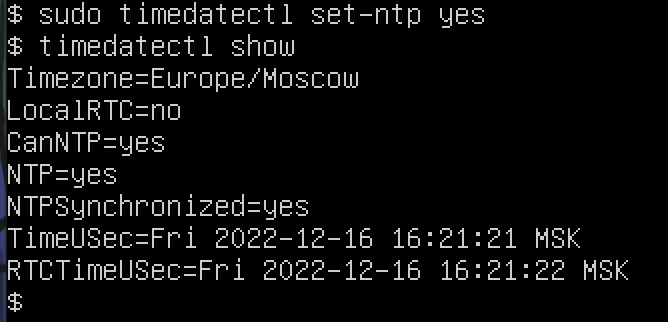 $ sudo timedatectl set-ntp yes
$ timedatectl show
Timezone=Europe/Moscow
LocalRTC=no
CanNTP=yes
NTP=yes
NTPSynchronized=yes
TimeUSec=Fri 2022-12-16 16:21:21 MSK
RTCTimeUSec=Fri 2022-12-16 16:21:22 MSK
$